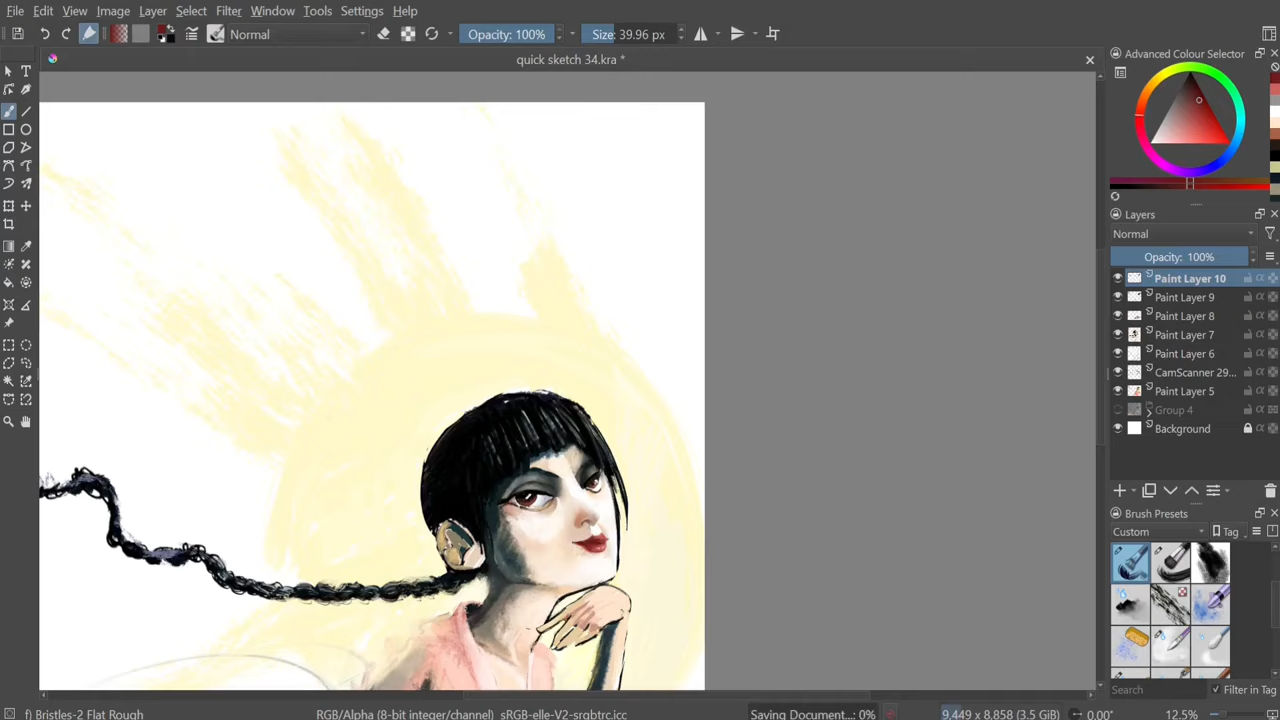 File Edit View Image Layer Select Filter Window Tools Settings Help
Normal Opacity: 100% Size: 39.96 px
quick sketch 34.kra *
Advanced Colour Selector
Layers
Normal
Opacity: 100%
Paint Layer 10
Paint Layer 9
Paint Layer 8
Paint Layer 7
Paint Layer 6
CamScanner 29...
Paint Layer 5
Group 4
Background
Brush Presets
Custom Tag
Search Filter in Tag
f) Bristles-2 Flat Rough RGB/Alpha (8-bit integer/channel) sRGB-elle-V2-srgbtrc.icc Saving Document...: 0% 9,449 x 8,858 (3.5 GiB) 0.00° 12.5%